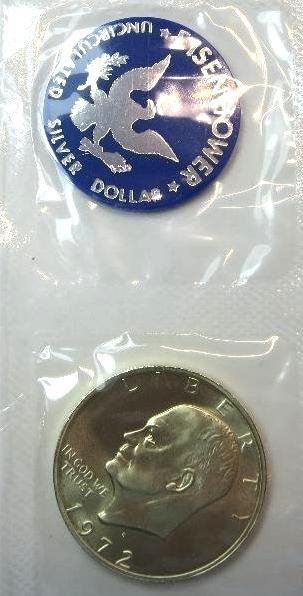 EISENHOWER
UNCIRCULATED
SILVER DOLLAR
LIBERTY
IN GOD WE
TRUST
1972